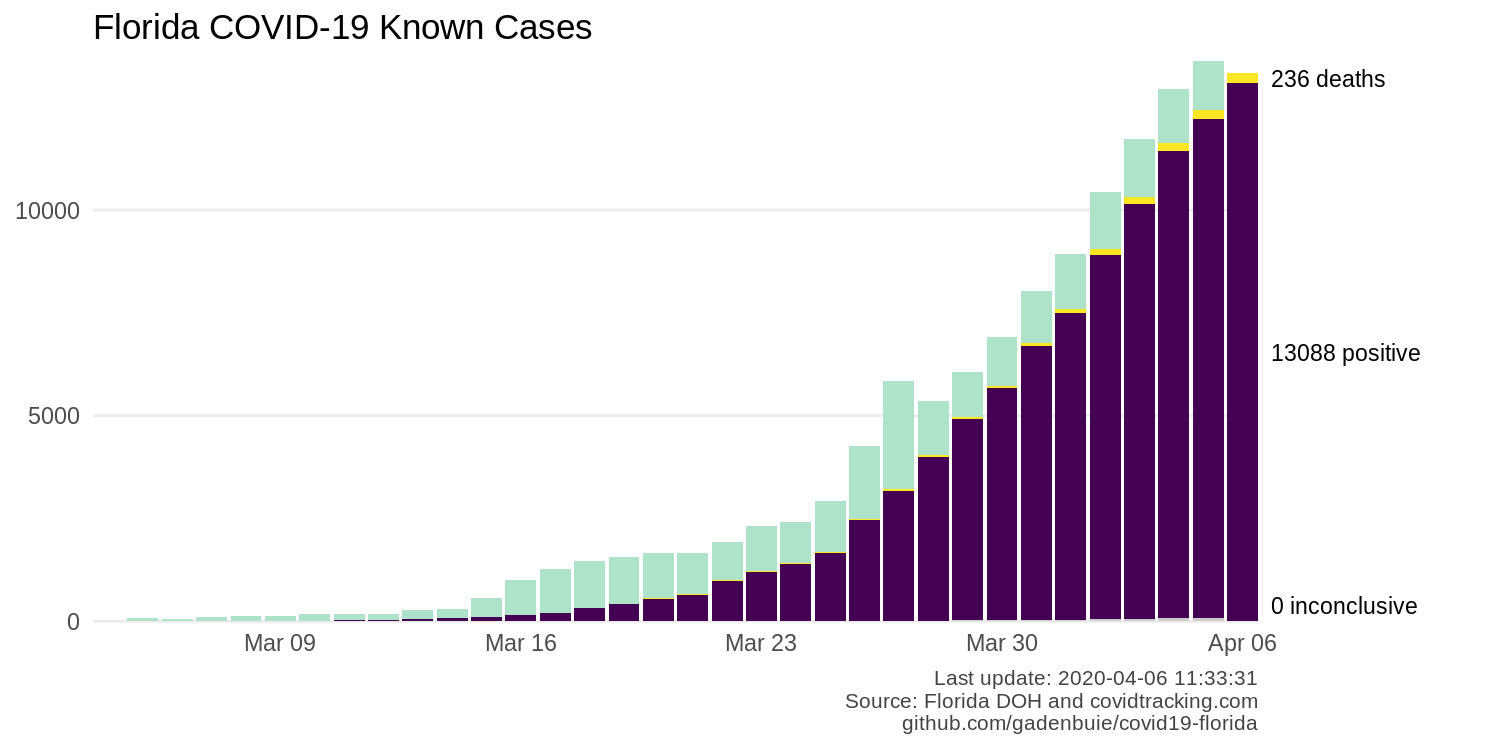 Florida COVID-19 Known Cases
236 deaths
10000
13088 positive
5000
0 inconclusive
0
Mar 09 Mar 16 Mar 23 Mar 30 Apr 06
Last update: 2020-04-06 11:33:31
Source: Florida DOH and covidtracking.com
github.com/gadenbuie/covid19-florida